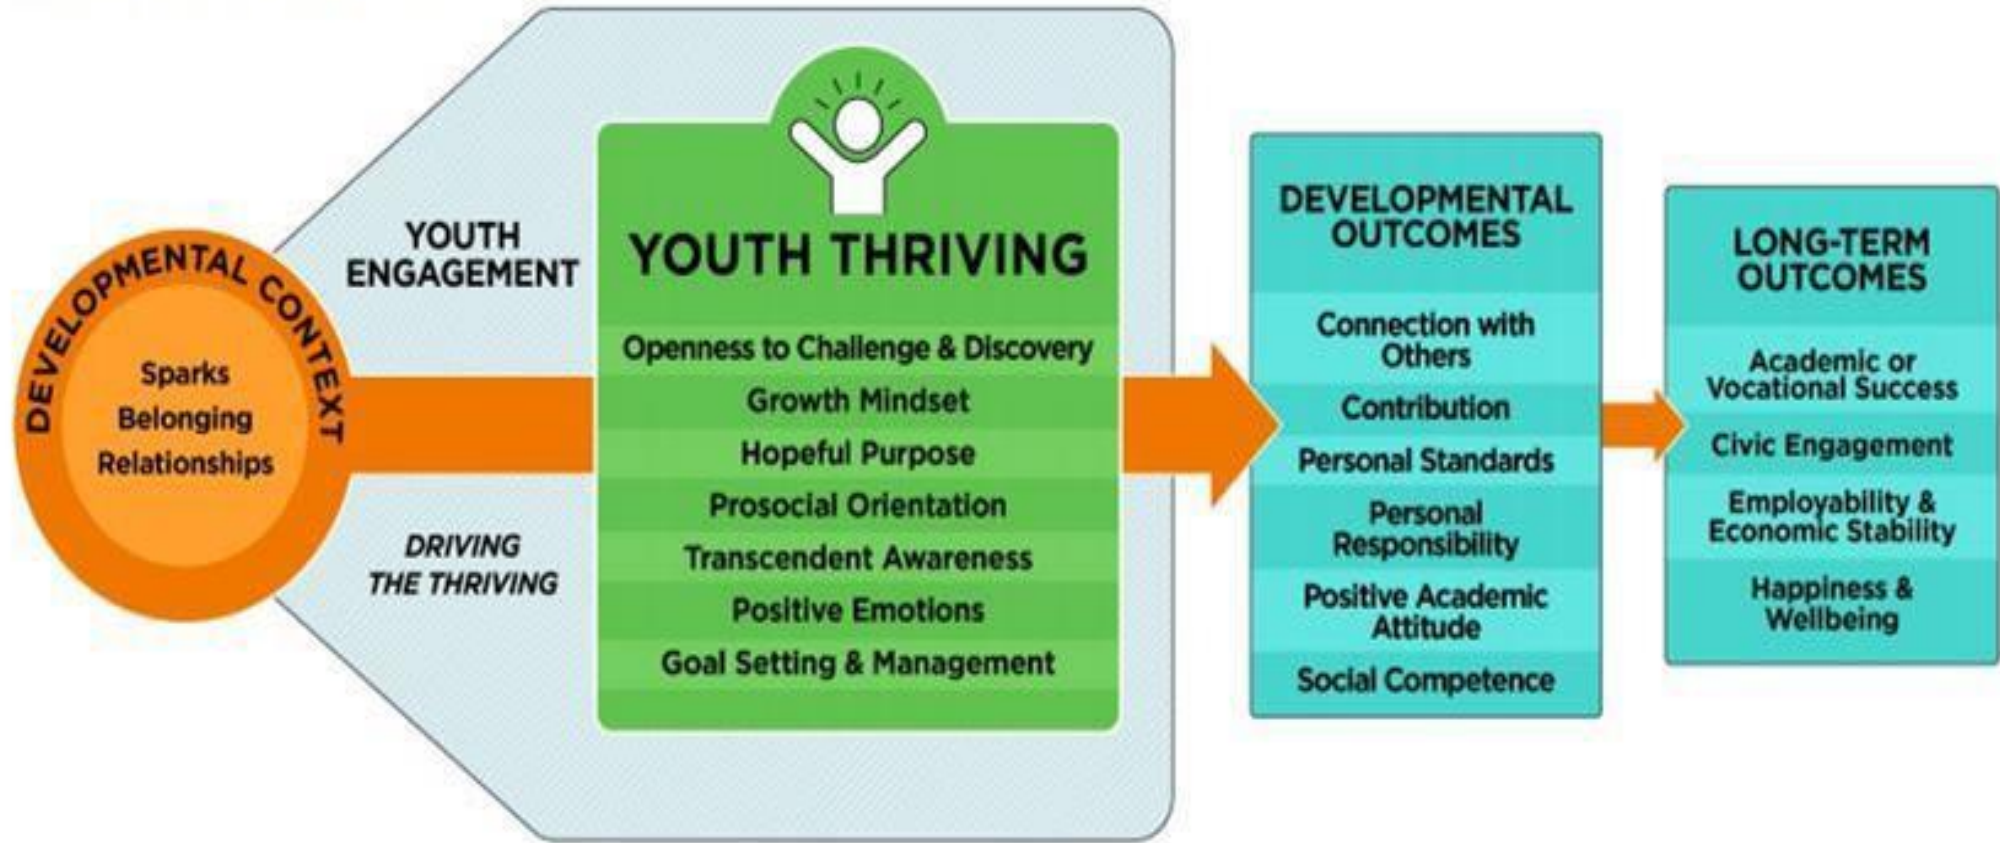 DEVELOPMENTAL CONTEXT
Sparks
Belonging
Relationships
YOUTH
ENGAGEMENT
DRIVING
THE THRIVING
YOUTH THRIVING
Openness to Challenge & Discovery
Growth Mindset
Hopeful Purpose
Prosocial Orientation
Transcendent Awareness
Positive Emotions
Goal Setting & Management
DEVELOPMENTAL
OUTCOMES
Connection with
Others
Contribution
Personal Standards
Personal
Responsibility
Positive Academic
Attitude
Social Competence
LONG-TERM
OUTCOMES
Academic or
Vocational Success
Civic Engagement
Employability &
Economic Stability
Happiness &
Wellbeing